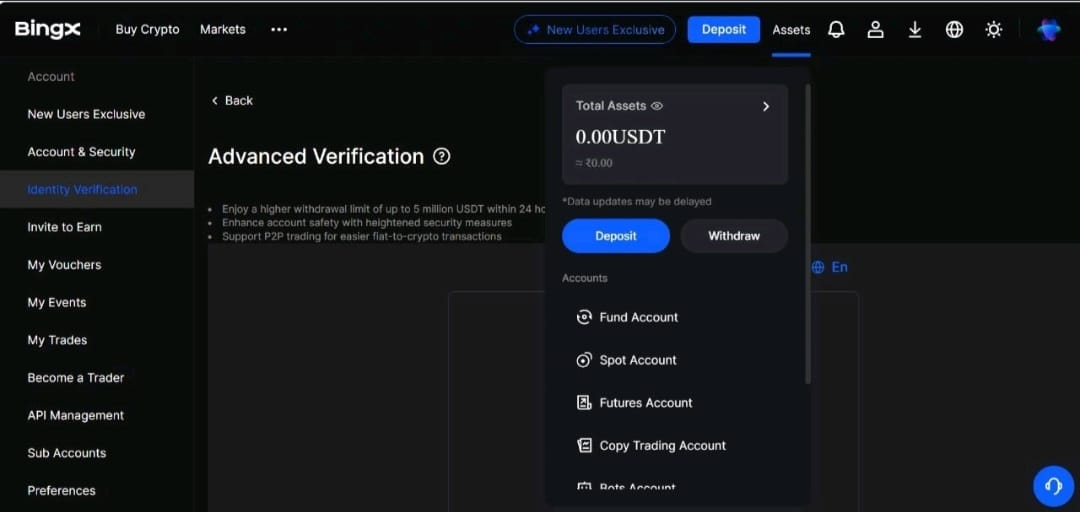 BingX Buy Crypto Markets ••• New Users Exclusive Deposit Assets
Account
New Users Exclusive
Account & Security
Identity Verification
Invite to Earn
My Vouchers
My Events
My Trades
Become a Trader
API Management
Sub Accounts
Preferences
< Back
Advanced Verification ?
• Enjoy a higher withdrawal limit of up to 5 million USDT within 24 ho
• Enhance account safety with heightened security measures
• Support P2P trading for easier fiat-to-crypto transactions
Total Assets >
0.00USDT
≈ ₹0.00
*Data updates may be delayed
Deposit Withdraw
Accounts
Fund Account
Spot Account
Futures Account
Copy Trading Account
Bots Account
En